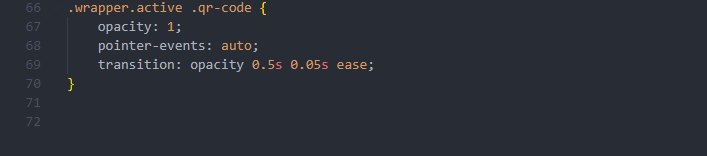 66 .wrapper.active .qr-code {
67     opacity: 1;
68     pointer-events: auto;
69     transition: opacity 0.5s 0.05s ease;
70 }
71
72